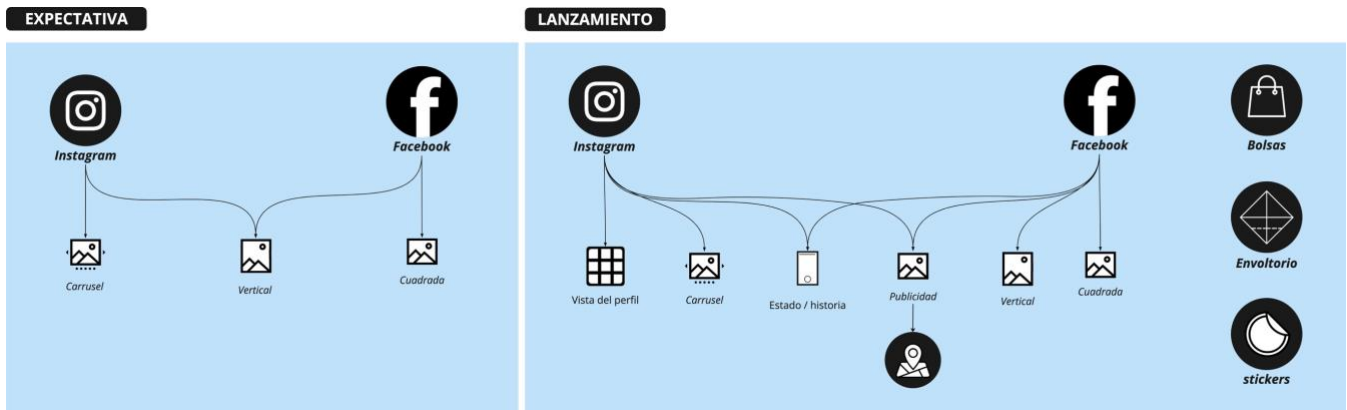 EXPECTATIVA
Instagram
Facebook
Carrusel
Vertical
Cuadrada
LANZAMIENTO
Instagram
Facebook
Vista del perfil
Carrusel
Estado / historia
Publicidad
Vertical
Cuadrada
Bolsas
Envoltorio
stickers